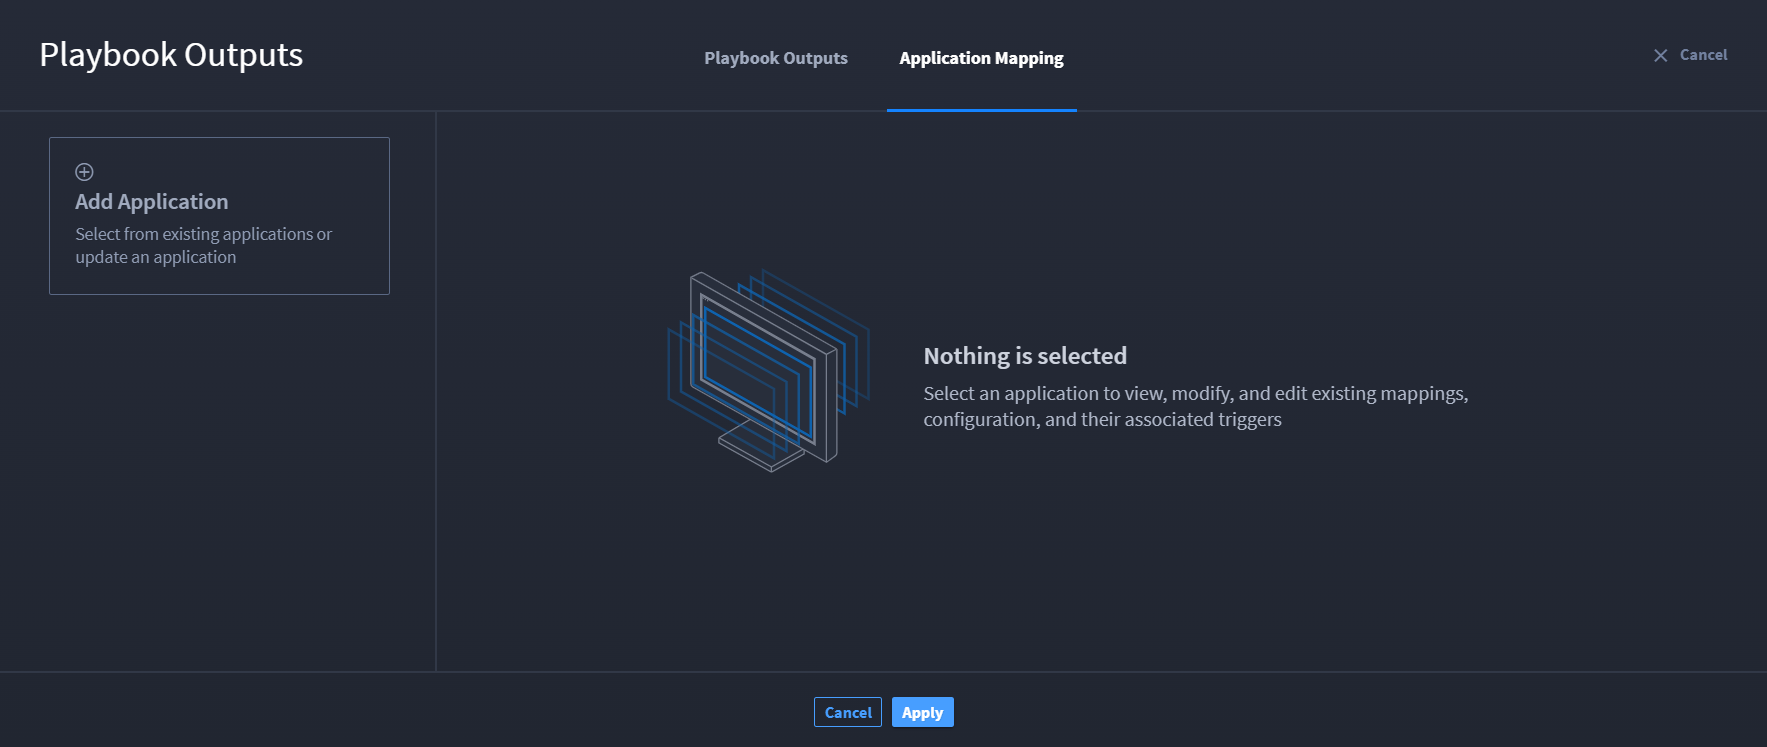 Playbook Outputs
Playbook Outputs
Application Mapping
Cancel
Add Application
Select from existing applications or
update an application
Nothing is selected
Select an application to view, modify, and edit existing mappings,
configuration, and their associated triggers
Cancel
Apply